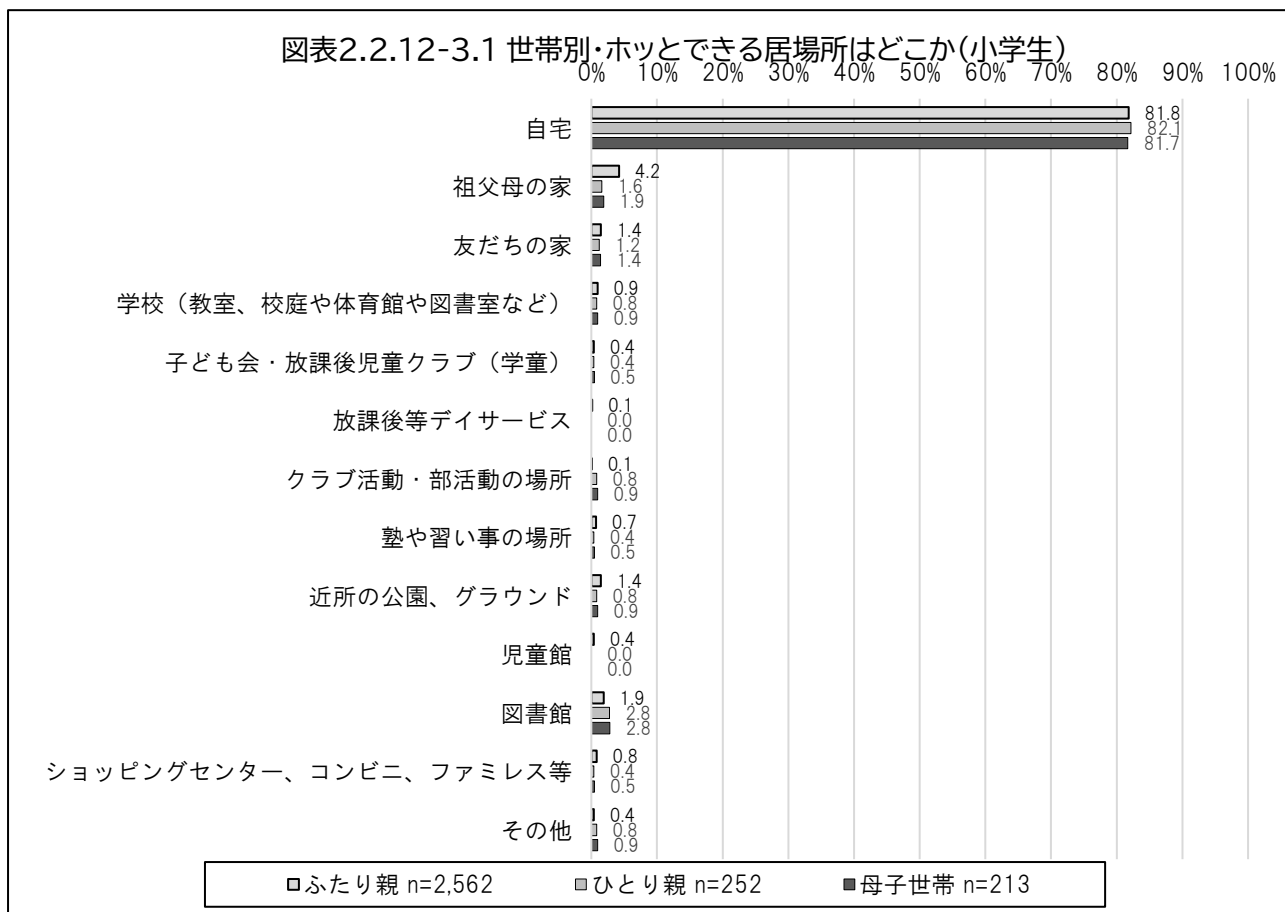 図表2.2.12-3.1 世帯別・ホッとできる居場所はどこか(小学生)
0% 10% 20% 30% 40% 50% 60% 70% 80% 90% 100%
自宅 81.8
82.1
81.7
祖父母の家 4.2
1.6
1.9
友だちの家 1.4
1.2
1.4
学校（教室、校庭や体育館や図書室など） 0.9
0.8
0.9
子ども会・放課後児童クラブ（学童） 0.4
0.4
0.5
放課後等デイサービス 0.1
0.0
0.0
クラブ活動・部活動の場所 0.1
0.8
0.9
塾や習い事の場所 0.7
0.4
0.5
近所の公園、グラウンド 1.4
0.8
0.9
児童館 0.4
0.0
0.0
図書館 1.9
2.8
2.8
ショッピングセンター、コンビニ、ファミレス等 0.8
0.4
0.5
その他 0.4
0.8
0.9
ふたり親 n=2,562 ひとり親 n=252 母子世帯 n=213